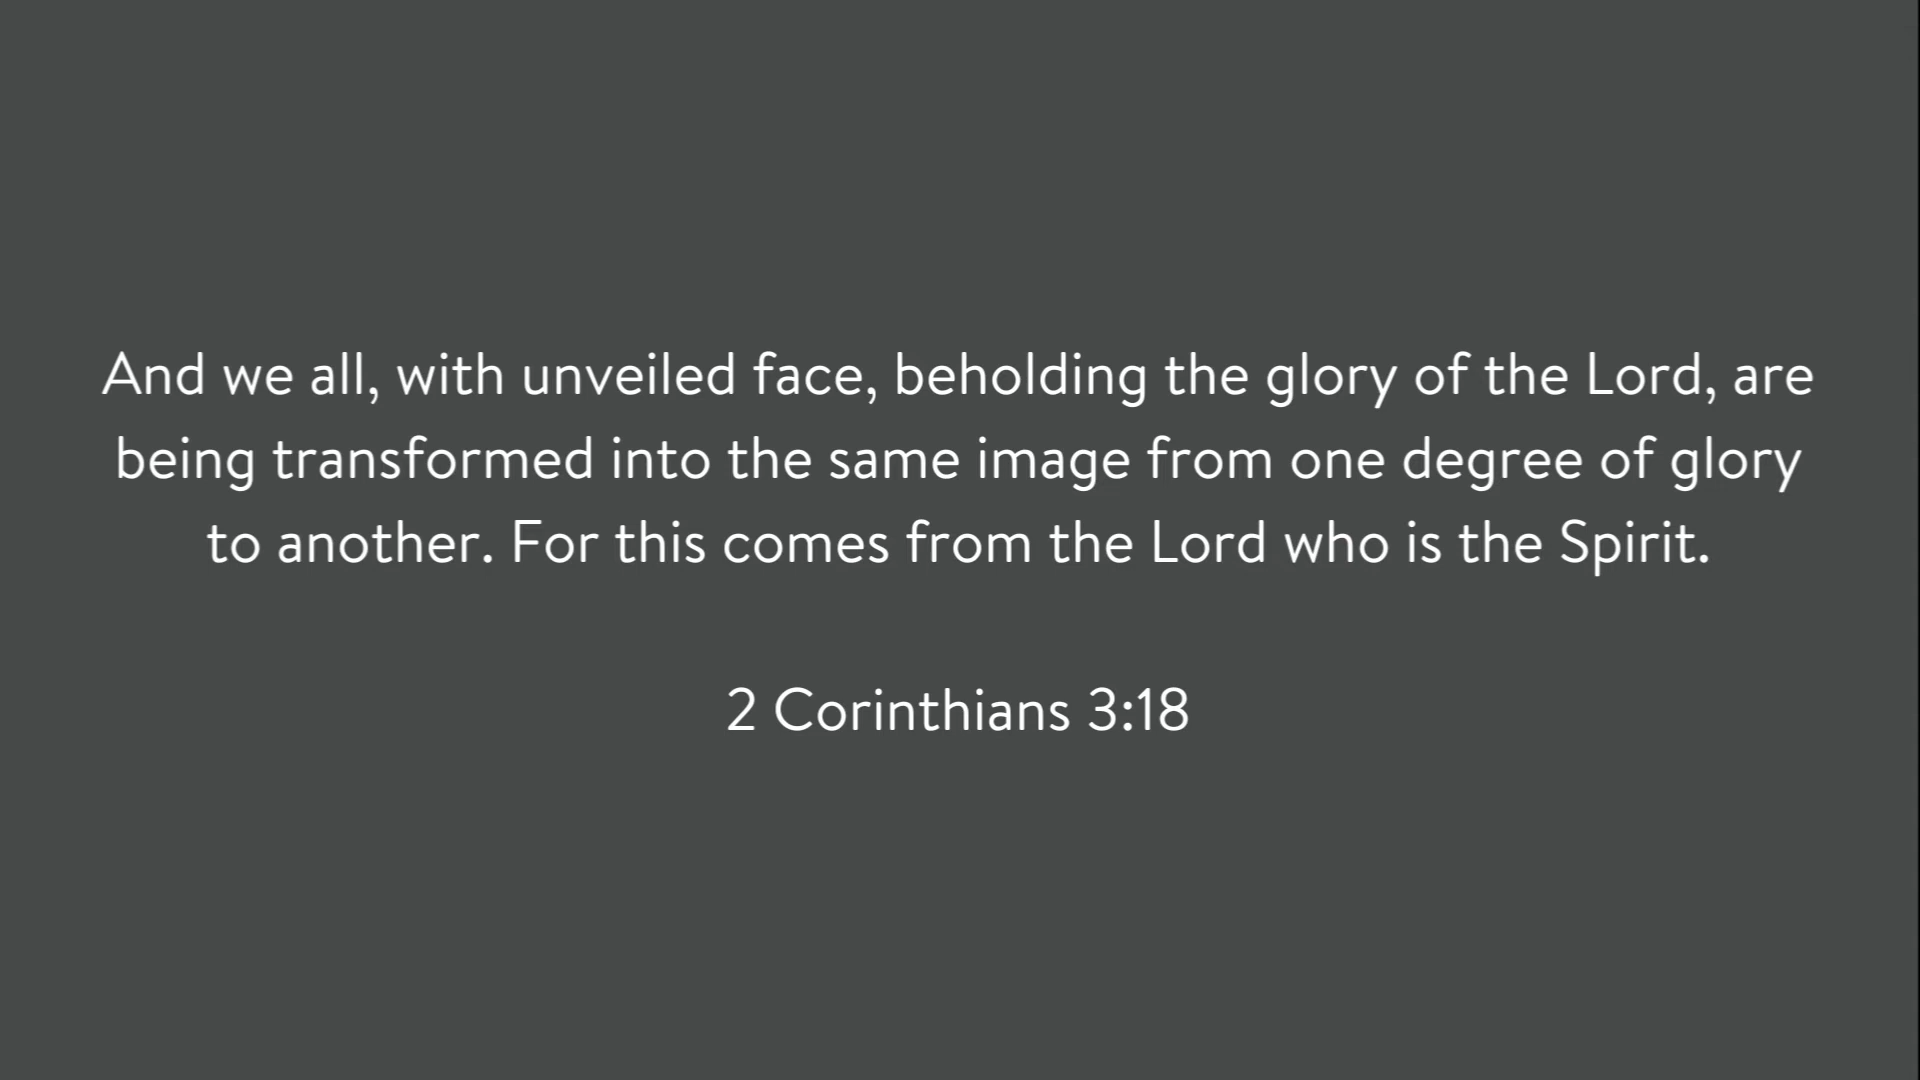 And we all, with unveiled face, beholding the glory of the Lord, are
being transformed into the same image from one degree of glory
to another. For this comes from the Lord who is the Spirit.
2 Corinthians 3:18